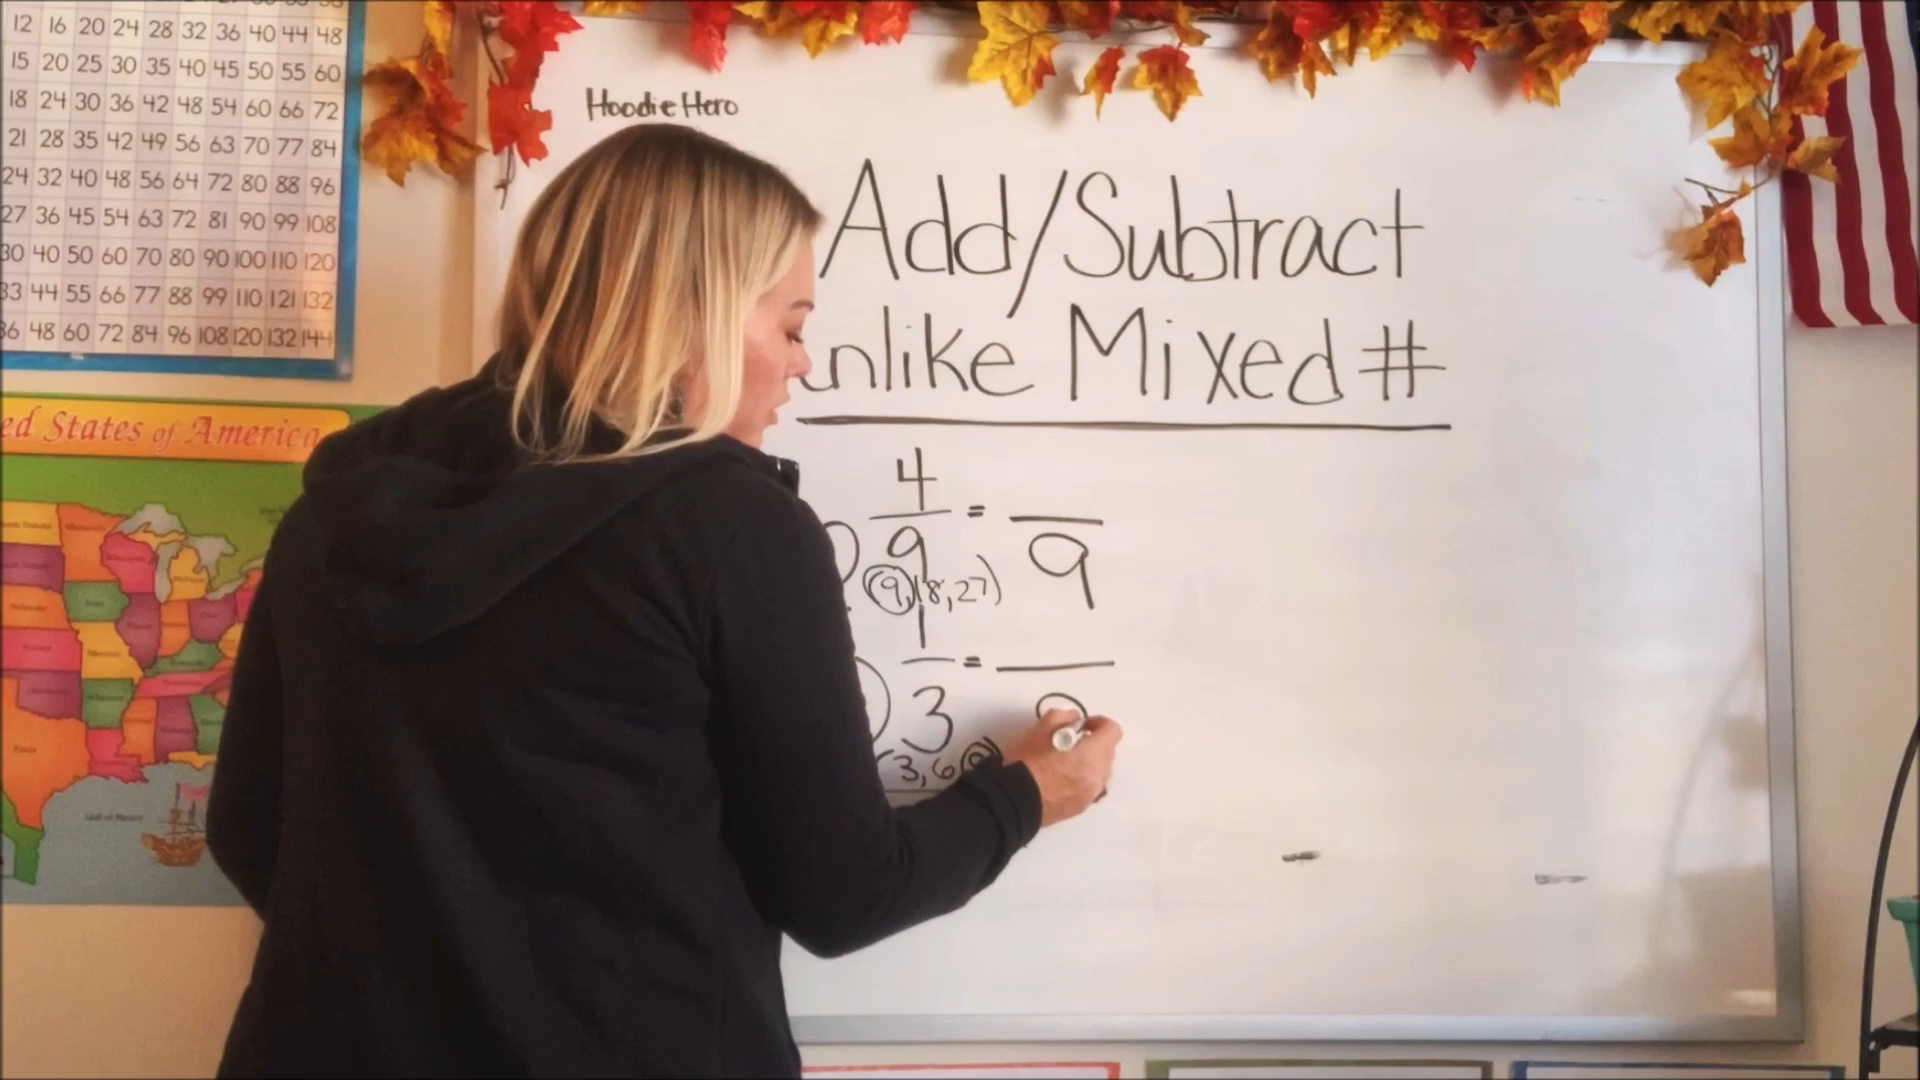 12 16 20 24 28 32 36 40 44 48
15 20 25 30 35 40 45 50 55 60
18 24 30 36 42 48 54 60 66 72
21 28 35 42 49 56 63 70 77 84
24 32 40 48 56 64 72 80 88 96
27 36 45 54 63 72 81 90 99 108
30 40 50 60 70 80 90 100 110 120
33 44 55 66 77 88 99 110 121 132
36 48 60 72 84 96 108 120 132 144
ed States of America
Gulf of Mexico
Hoodie Hero
Add/Subtract
nlike Mixed #
4
=
9 9
(9,18,27)
1
=
3
(3,6,9)